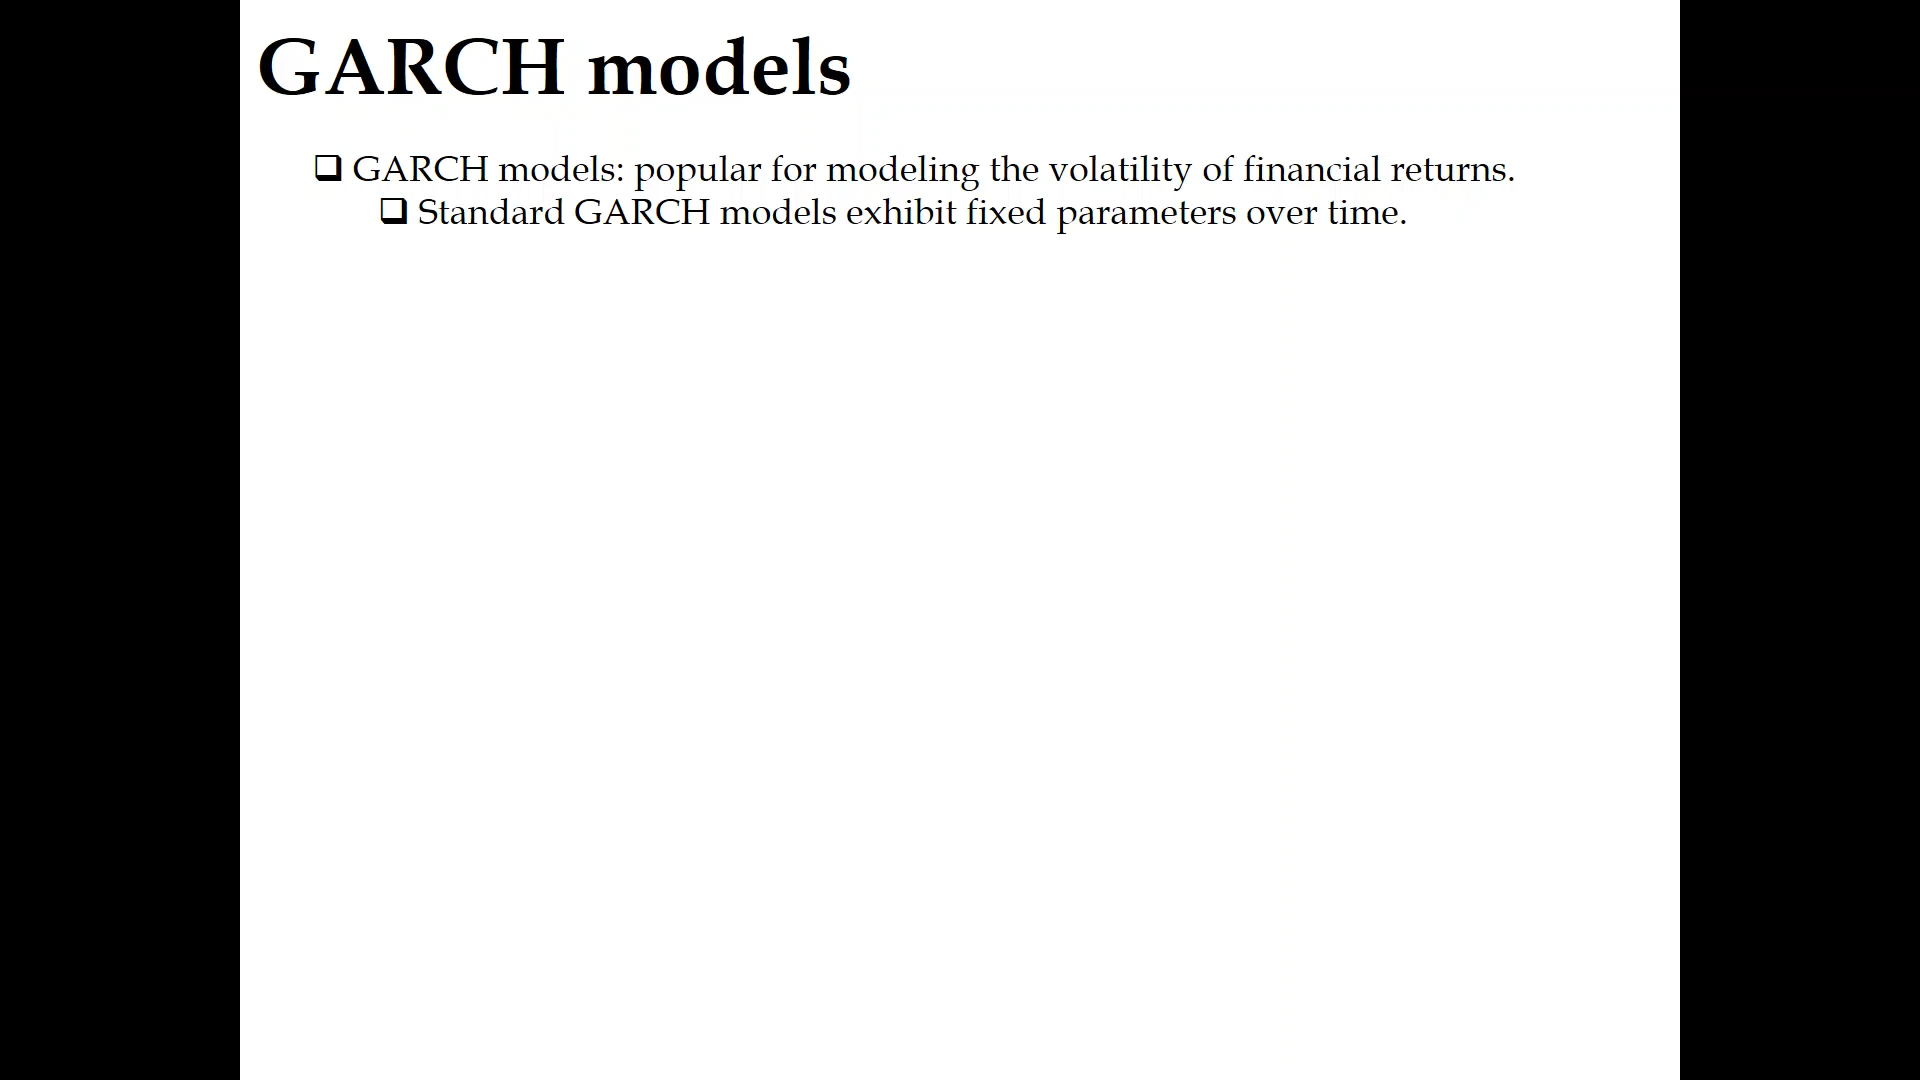 GARCH models
❑ GARCH models: popular for modeling the volatility of financial returns.
❑ Standard GARCH models exhibit fixed parameters over time.